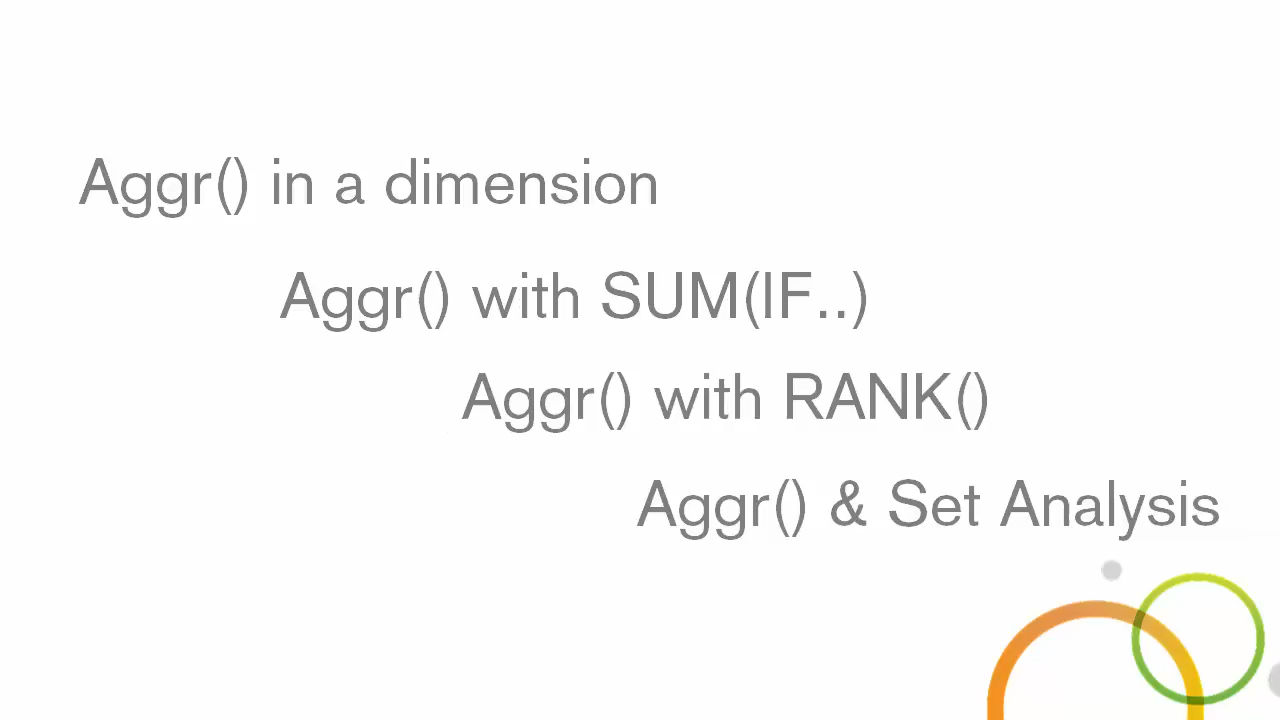 Aggr() in a dimension
Aggr() with SUM(IF..)
Aggr() with RANK()
Aggr() & Set Analysis